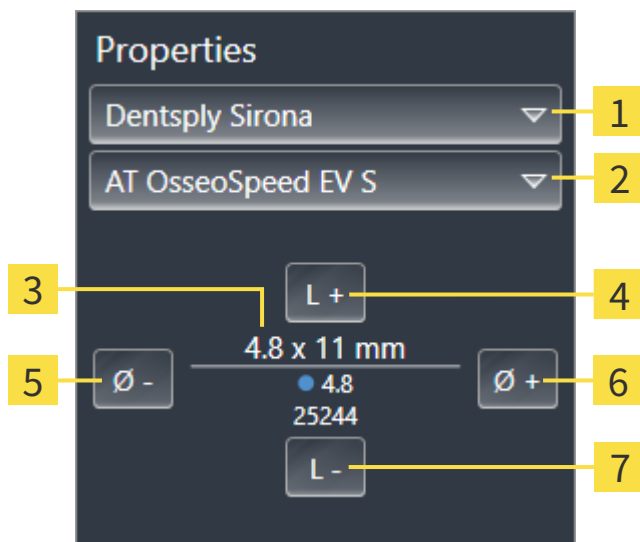 Properties
Dentsply Sirona
1
AT OsseoSpeed EV S
2
3
L +
4
4.8 x 11 mm
5
Ø -
4.8
Ø +
6
25244
L -
7